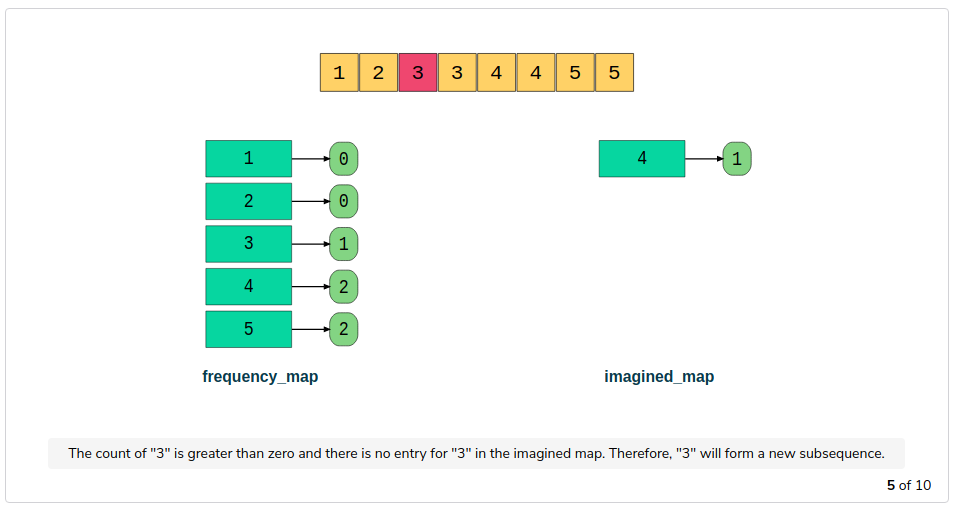 1 2 3 3 4 4 5 5
1 0 4 1
2 0
3 1
4 2
5 2
frequency_map imagined_map
The count of "3" is greater than zero and there is no entry for "3" in the imagined map. Therefore, "3" will form a new subsequence.
5 of 10